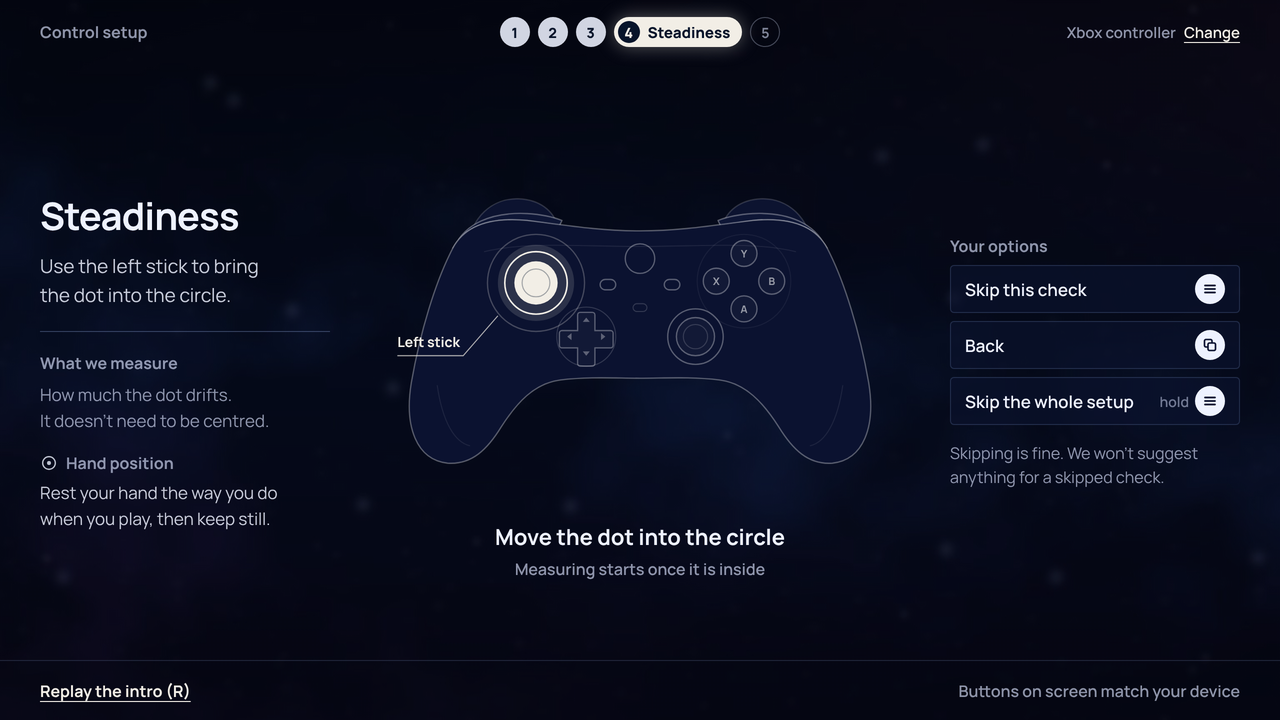 Control setup
1
2
3
4 Steadiness
5
Xbox controller Change
Steadiness
Use the left stick to bring
the dot into the circle.
What we measure
How much the dot drifts.
It doesn't need to be centred.
Hand position
Rest your hand the way you do
when you play, then keep still.
Left stick
Y
X
B
A
Move the dot into the circle
Measuring starts once it is inside
Your options
Skip this check
Back
Skip the whole setup hold
Skipping is fine. We won't suggest
anything for a skipped check.
Replay the intro (R)
Buttons on screen match your device